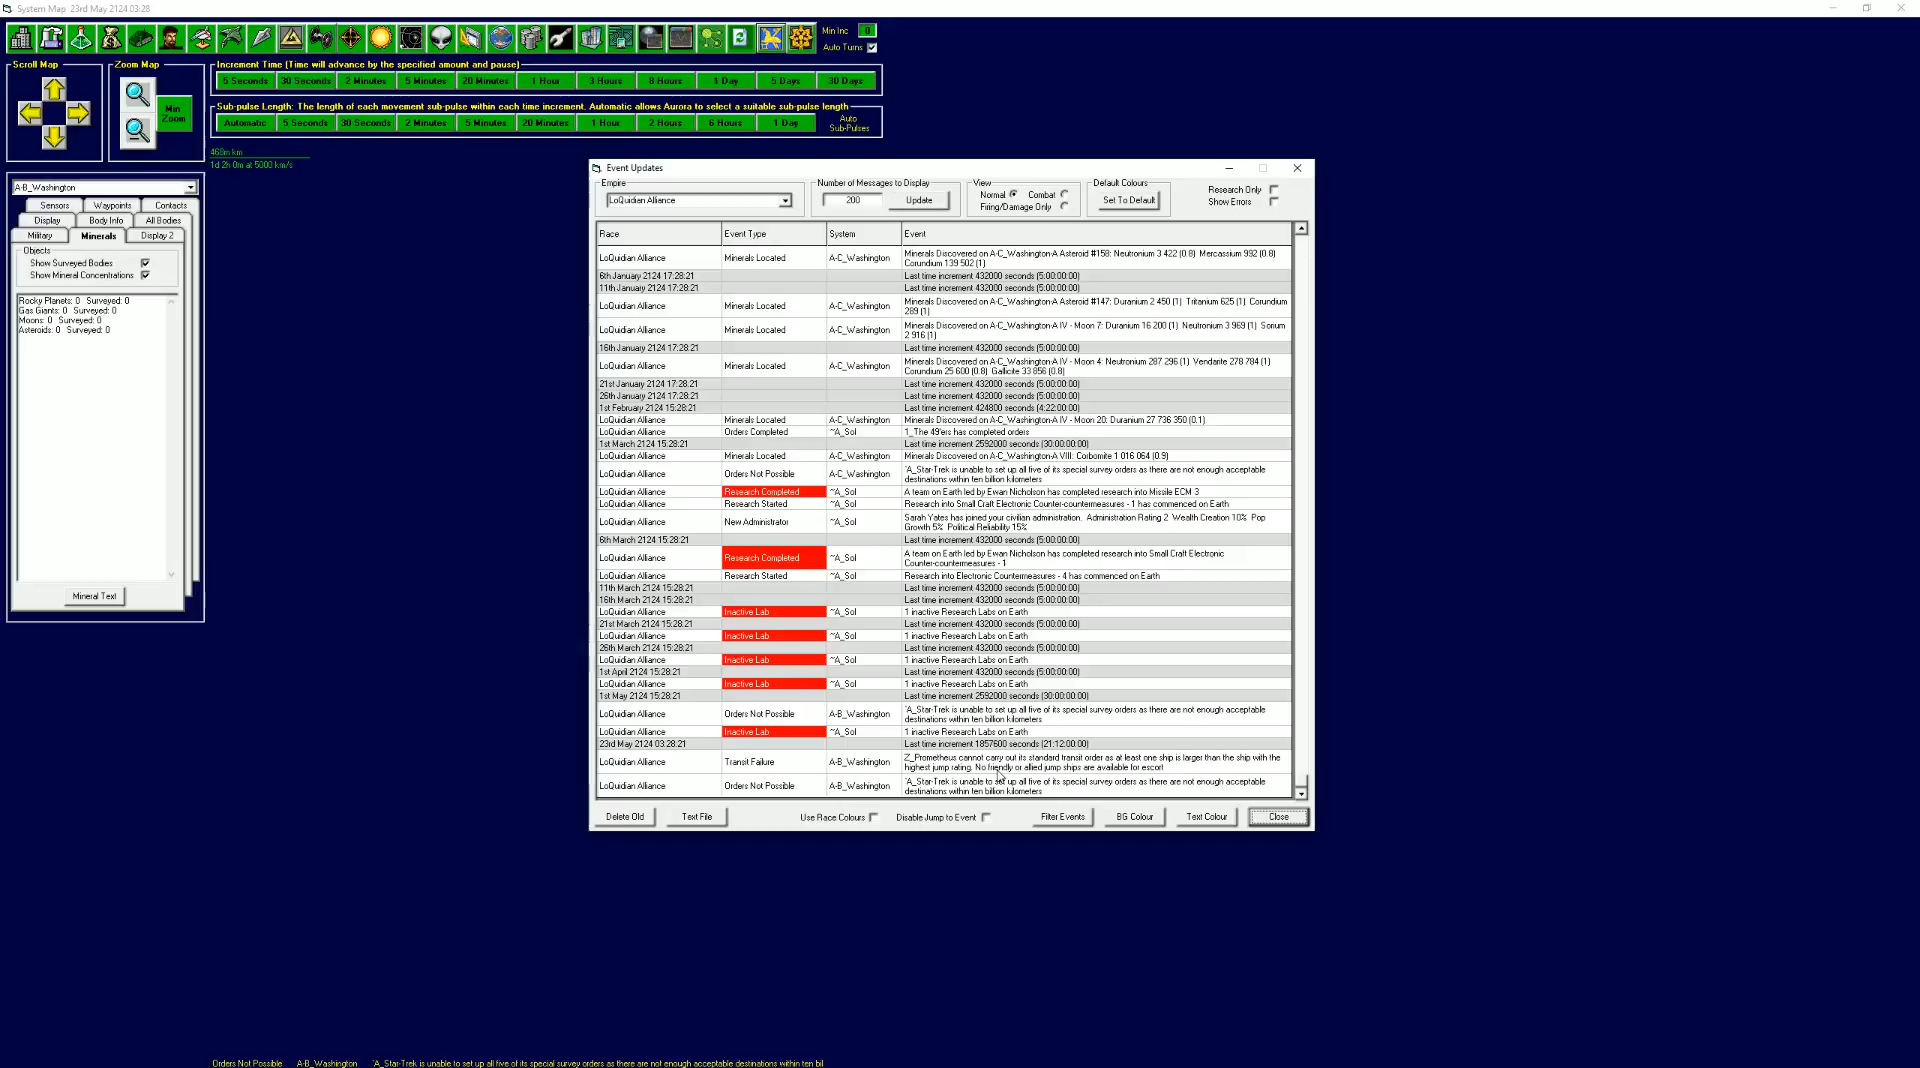 System Map  23rd May 2124 03:28
Min Inc 0
Auto Turns
Scroll Map
Zoom Map
Min Zoom
Increment Time (Time will advance by the specified amount and pause)
5 Seconds 30 Seconds 2 Minutes 5 Minutes 20 Minutes 1 Hour 3 Hours 8 Hours 1 Day 5 Days 30 Days
Sub-pulse Length: The length of each movement sub-pulse within each time increment. Automatic allows Aurora to select a suitable sub-pulse length
Automatic 5 Seconds 30 Seconds 2 Minutes 5 Minutes 20 Minutes 1 Hour 2 Hours 6 Hours 1 Day Auto Sub-Pulses
468m km
1d 2h 0m at 5000 km/s
A-B_Washington
Sensors Waypoints Contacts
Display Body Info All Bodies
Military Minerals Display 2
Objects
Show Surveyed Bodies
Show Mineral Concentrations
Rocky Planets: 0  Surveyed: 0
Gas Giants: 0  Surveyed: 0
Moons: 0  Surveyed: 0
Asteroids: 0  Surveyed: 0
Mineral Text
Event Updates
Empire
LoQuidian Alliance
Number of Messages to Display
200 Update
View
Normal Combat
Firing/Damage Only
Default Colours
Set To Default
Research Only
Show Errors
Race Event Type System Event
LoQuidian Alliance Minerals Located A-C_Washington Minerals Discovered on A-C_Washington-A Asteroid #158: Neutronium 3 422 (0.8)  Mercassium 992 (0.8)
Corundium 139 502 (1)
6th January 2124 17:28:21 Last time increment 432000 seconds (5:00:00:00)
11th January 2124 17:28:21 Last time increment 432000 seconds (5:00:00:00)
LoQuidian Alliance Minerals Located A-C_Washington Minerals Discovered on A-C_Washington-A Asteroid #147: Duranium 2 450 (1)  Tritanium 625 (1)  Corundium
289 (1)
LoQuidian Alliance Minerals Located A-C_Washington Minerals Discovered on A-C_Washington-A IV - Moon 7: Duranium 16 200 (1)  Neutronium 3 969 (1)  Sorium
2 916 (1)
16th January 2124 17:28:21 Last time increment 432000 seconds (5:00:00:00)
LoQuidian Alliance Minerals Located A-C_Washington Minerals Discovered on A-C_Washington-A IV - Moon 4: Neutronium 287 296 (1)  Vendarite 278 784 (1)
Corundium 25 600 (0.8)  Gallicite 33 856 (0.8)
21st January 2124 17:28:21 Last time increment 432000 seconds (5:00:00:00)
26th January 2124 17:28:21 Last time increment 432000 seconds (5:00:00:00)
1st February 2124 15:28:21 Last time increment 424800 seconds (4:22:00:00)
LoQuidian Alliance Minerals Located A-C_Washington Minerals Discovered on A-C_Washington-A IV - Moon 20: Duranium 27 736 350 (0.1)
LoQuidian Alliance Orders Completed ~A_Sol 1_The 49'ers has completed orders
1st March 2124 15:28:21 Last time increment 2592000 seconds (30:00:00:00)
LoQuidian Alliance Minerals Located A-C_Washington Minerals Discovered on A-C_Washington-A VIII: Corbomite 1 016 064 (0.9)
LoQuidian Alliance Orders Not Possible A-C_Washington `A_Star-Trek is unable to set up all five of its special survey orders as there are not enough acceptable
destinations within ten billion kilometers
LoQuidian Alliance Research Completed ~A_Sol A team on Earth led by Ewan Nicholson has completed research into Missile ECM 3
LoQuidian Alliance Research Started ~A_Sol Research into Small Craft Electronic Counter-countermeasures - 1 has commenced on Earth
LoQuidian Alliance New Administrator ~A_Sol Sarah Yates has joined your civilian administration.  Administration Rating 2  Wealth Creation 10%  Pop
Growth 5%  Political Reliability 15%
6th March 2124 15:28:21 Last time increment 432000 seconds (5:00:00:00)
LoQuidian Alliance Research Completed ~A_Sol A team on Earth led by Ewan Nicholson has completed research into Small Craft Electronic
Counter-countermeasures - 1
LoQuidian Alliance Research Started ~A_Sol Research into Electronic Countermeasures - 4 has commenced on Earth
11th March 2124 15:28:21 Last time increment 432000 seconds (5:00:00:00)
16th March 2124 15:28:21 Last time increment 432000 seconds (5:00:00:00)
LoQuidian Alliance Inactive Lab ~A_Sol 1 inactive Research Labs on Earth
21st March 2124 15:28:21 Last time increment 432000 seconds (5:00:00:00)
LoQuidian Alliance Inactive Lab ~A_Sol 1 inactive Research Labs on Earth
26th March 2124 15:28:21 Last time increment 432000 seconds (5:00:00:00)
LoQuidian Alliance Inactive Lab ~A_Sol 1 inactive Research Labs on Earth
1st April 2124 15:28:21 Last time increment 432000 seconds (5:00:00:00)
LoQuidian Alliance Inactive Lab ~A_Sol 1 inactive Research Labs on Earth
1st May 2124 15:28:21 Last time increment 2592000 seconds (30:00:00:00)
LoQuidian Alliance Orders Not Possible A-B_Washington `A_Star-Trek is unable to set up all five of its special survey orders as there are not enough acceptable
destinations within ten billion kilometers
LoQuidian Alliance Inactive Lab ~A_Sol 1 inactive Research Labs on Earth
23rd May 2124 03:28:21 Last time increment 1857600 seconds (21:12:00:00)
LoQuidian Alliance Transit Failure A-B_Washington Z_Prometheus cannot carry out its standard transit order as at least one ship is larger than the ship with the
highest jump rating. No friendly or allied jump ships are available for escort
LoQuidian Alliance Orders Not Possible A-B_Washington `A_Star-Trek is unable to set up all five of its special survey orders as there are not enough acceptable
destinations within ten billion kilometers
Delete Old Text File Use Race Colours Disable Jump to Event Filter Events BG Colour Text Colour Close
Orders Not Possible A-B_Washington `A_Star-Trek is unable to set up all five of its special survey orders as there are not enough acceptable destinations within ten bil